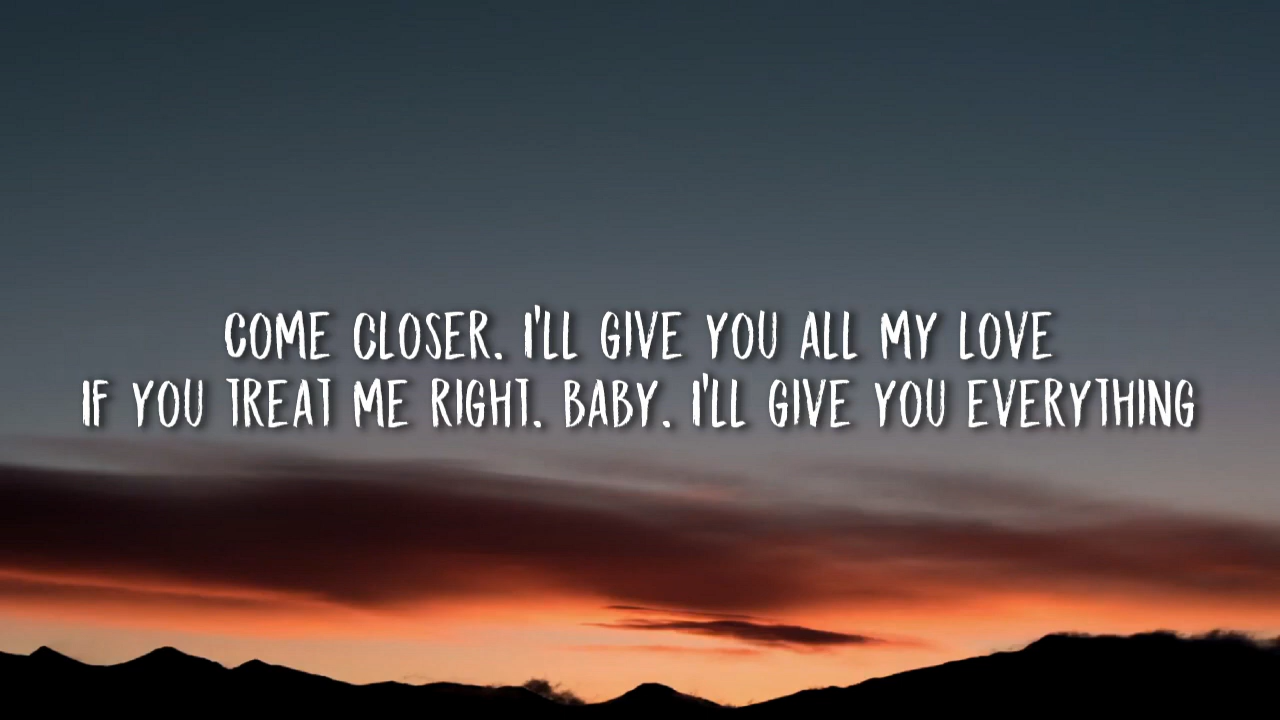 COME CLOSER. I'LL GIVE YOU ALL MY LOVE
IF YOU TREAT ME RIGHT. BABY. I'LL GIVE YOU EVERYTHING